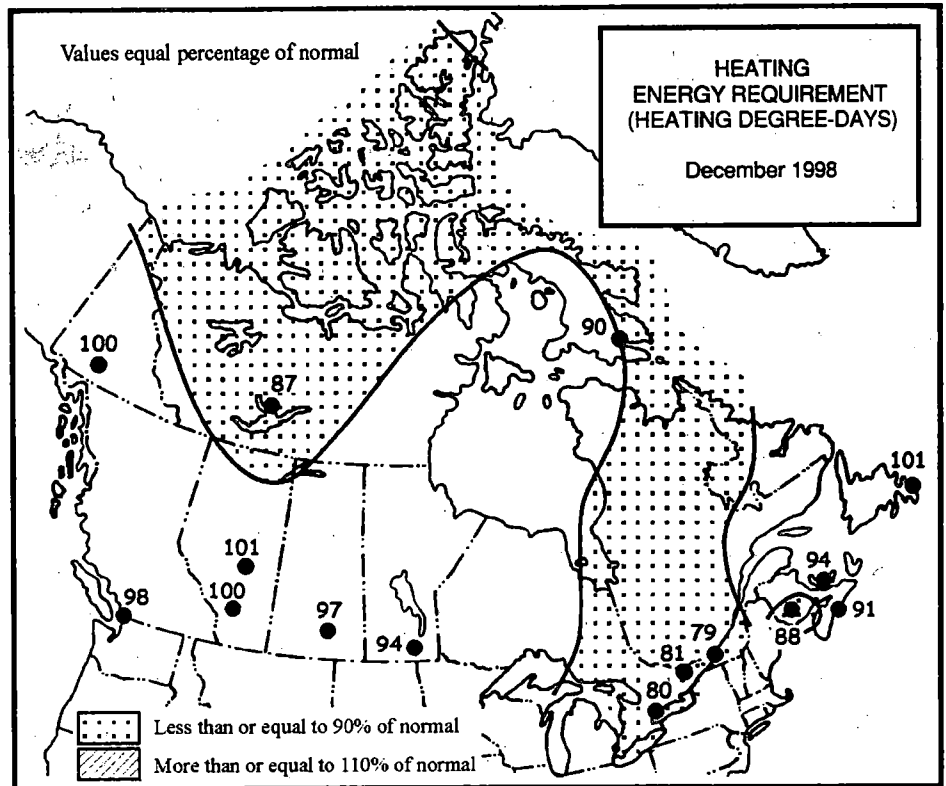 Values equal percentage of normal
HEATING
ENERGY REQUIREMENT
(HEATING DEGREE-DAYS)
December 1998
90
100
87
101
101
94
100
98
97
91
88
94
79
81
80
Less than or equal to 90% of normal
More than or equal to 110% of normal